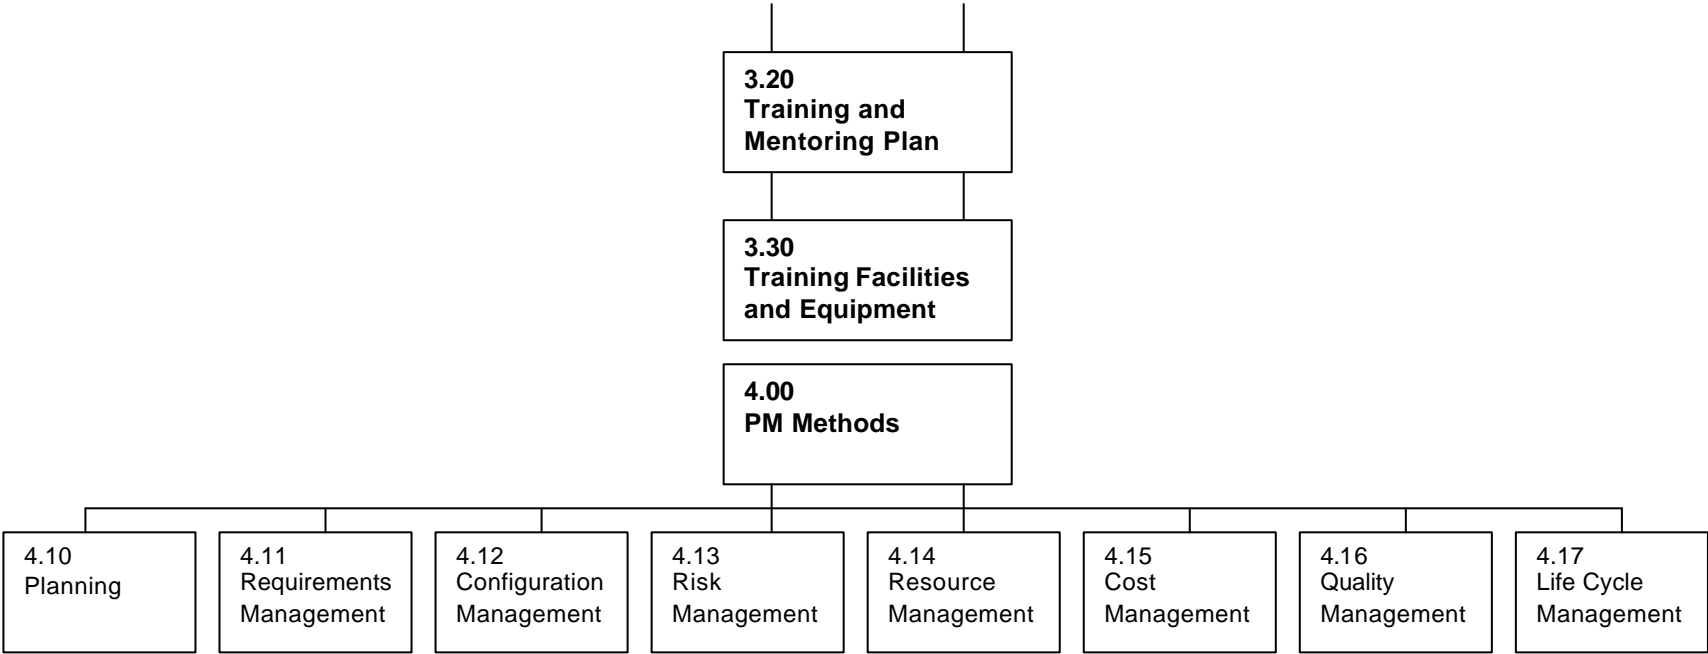 3.20
Training and
Mentoring Plan
3.30
Training Facilities
and Equipment
4.00
PM Methods
4.10
Planning
4.11
Requirements
Management
4.12
Configuration
Management
4.13
Risk
Management
4.14
Resource
Management
4.15
Cost
Management
4.16
Quality
Management
4.17
Life Cycle
Management